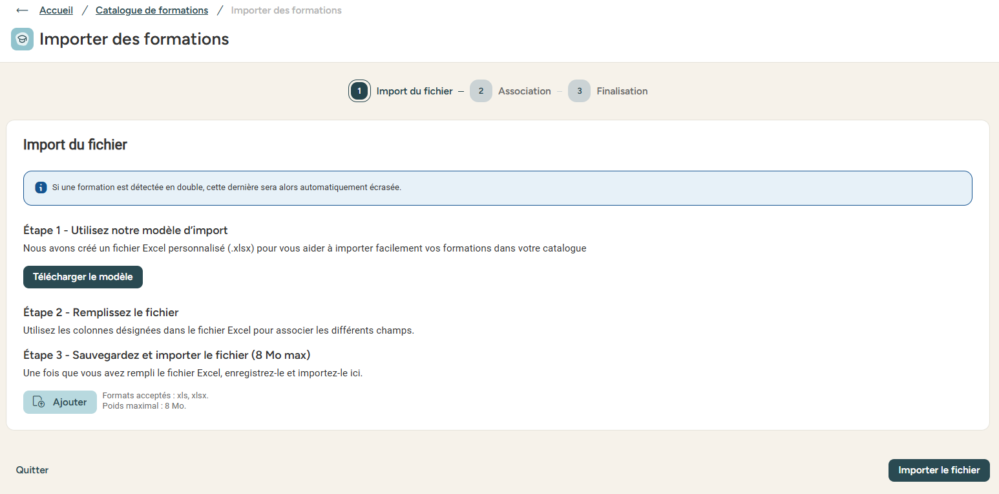 ← Accueil / Catalogue de formations / Importer des formations
Importer des formations
1 Import du fichier – 2 Association – 3 Finalisation
Import du fichier
Si une formation est détectée en double, cette dernière sera alors automatiquement écrasée.
Étape 1 - Utilisez notre modèle d’import
Nous avons créé un fichier Excel personnalisé (.xlsx) pour vous aider à importer facilement vos formations dans votre catalogue
Télécharger le modèle
Étape 2 - Remplissez le fichier
Utilisez les colonnes désignées dans le fichier Excel pour associer les différents champs.
Étape 3 - Sauvegardez et importer le fichier (8 Mo max)
Une fois que vous avez rempli le fichier Excel, enregistrez-le et importez-le ici.
Ajouter
Formats acceptés : xls, xlsx.
Poids maximal : 8 Mo.
Quitter
Importer le fichier